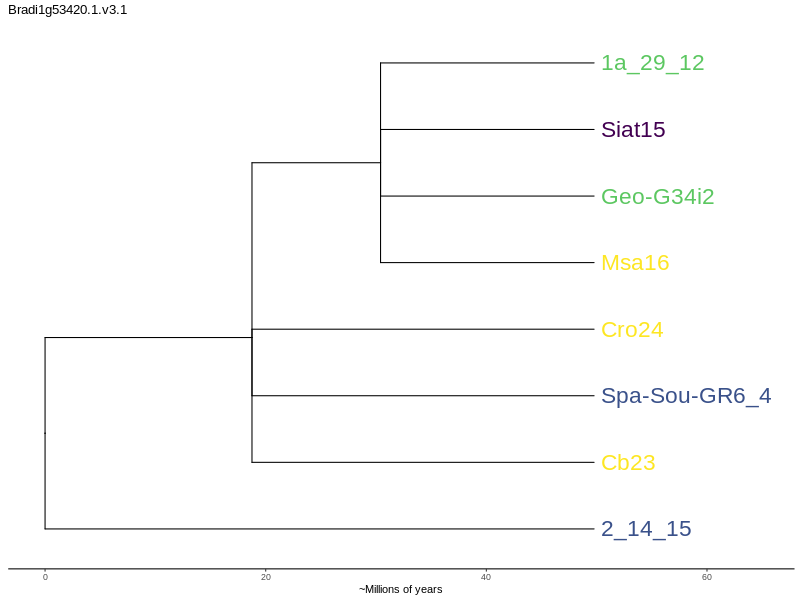 Bradi1g53420.1.v3.1
1a_29_12
Siat15
Geo-G34i2
Msa16
Cro24
Spa-Sou-GR6_4
Cb23
2_14_15
0 20 40 60
~Millions of years